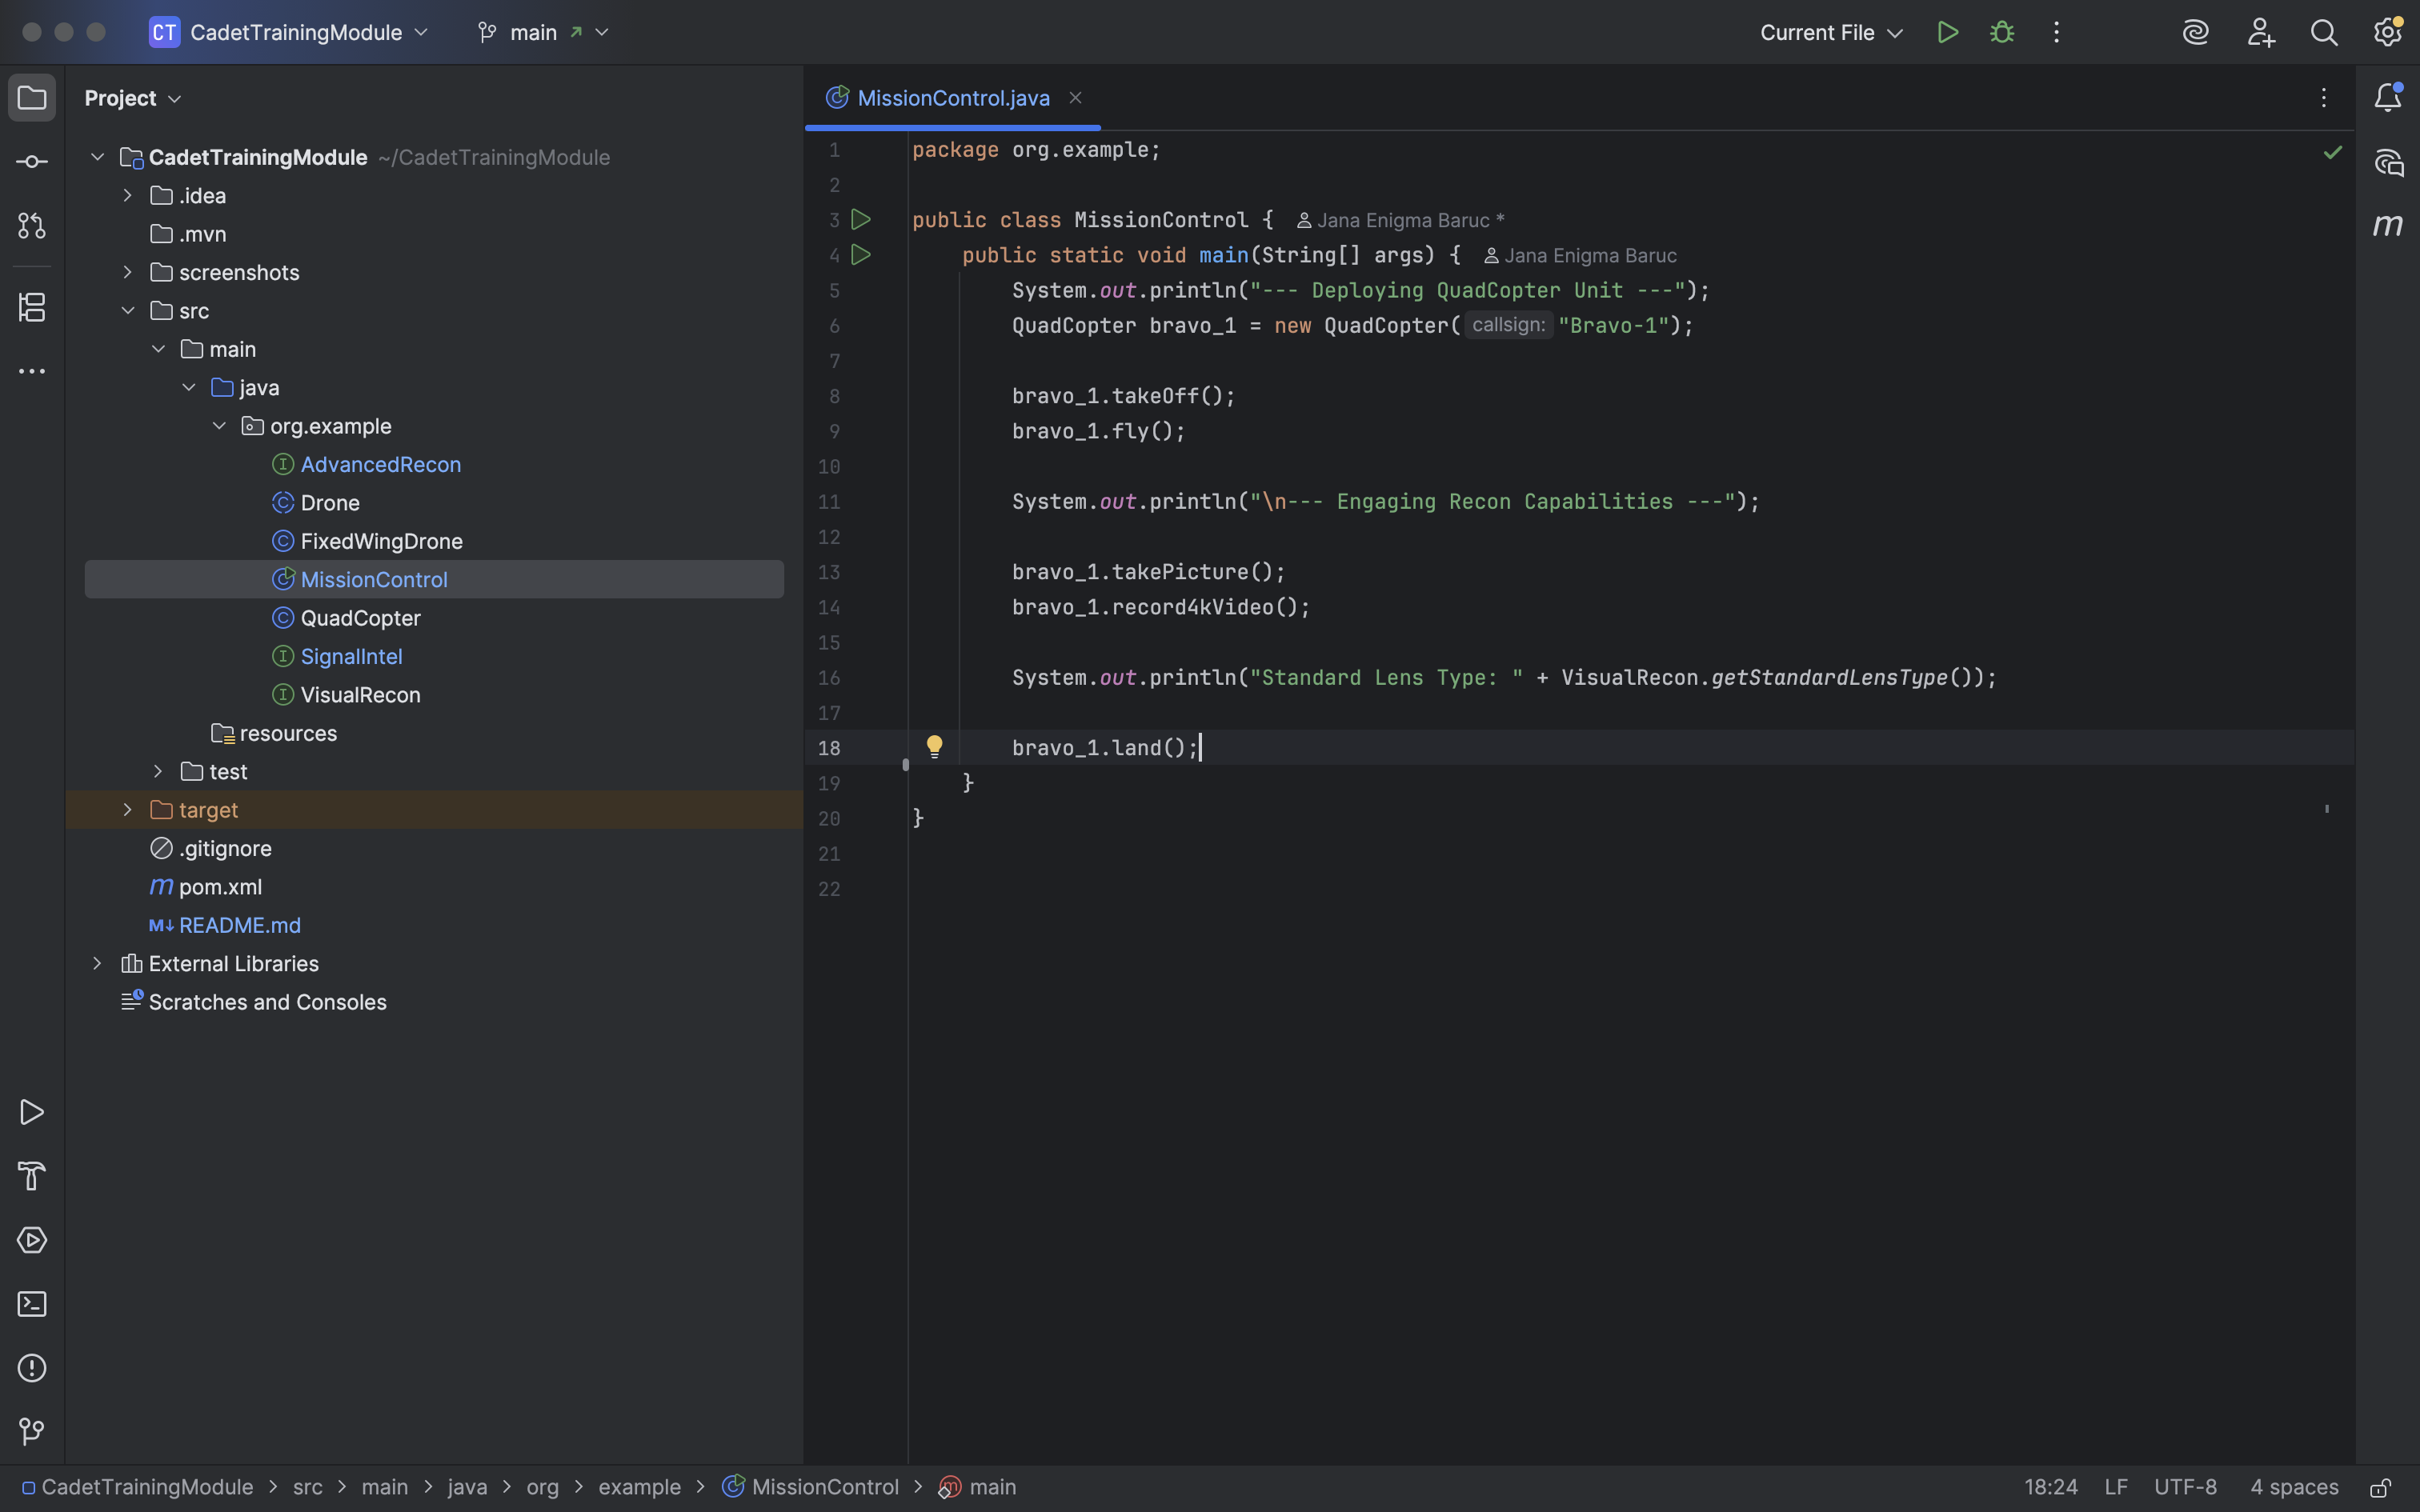 CT CadetTrainingModule main Current File
Project
CadetTrainingModule ~/CadetTrainingModule
.idea
.mvn
screenshots
src
main
java
org.example
AdvancedRecon
Drone
FixedWingDrone
MissionControl
QuadCopter
SignalIntel
VisualRecon
resources
test
target
.gitignore
pom.xml
README.md
External Libraries
Scratches and Consoles
MissionControl.java
1 package org.example;
2
3 public class MissionControl { Jana Enigma Baruc *
4 public static void main(String[] args) { Jana Enigma Baruc
5 System.out.println("--- Deploying QuadCopter Unit ---");
6 QuadCopter bravo_1 = new QuadCopter( callsign: "Bravo-1");
7
8 bravo_1.takeOff();
9 bravo_1.fly();
10
11 System.out.println("\n--- Engaging Recon Capabilities ---");
12
13 bravo_1.takePicture();
14 bravo_1.record4kVideo();
15
16 System.out.println("Standard Lens Type: " + VisualRecon.getStandardLensType());
17
18 bravo_1.land();
19 }
20 }
21
22
CadetTrainingModule > src > main > java > org > example > MissionControl > main
18:24 LF UTF-8 4 spaces